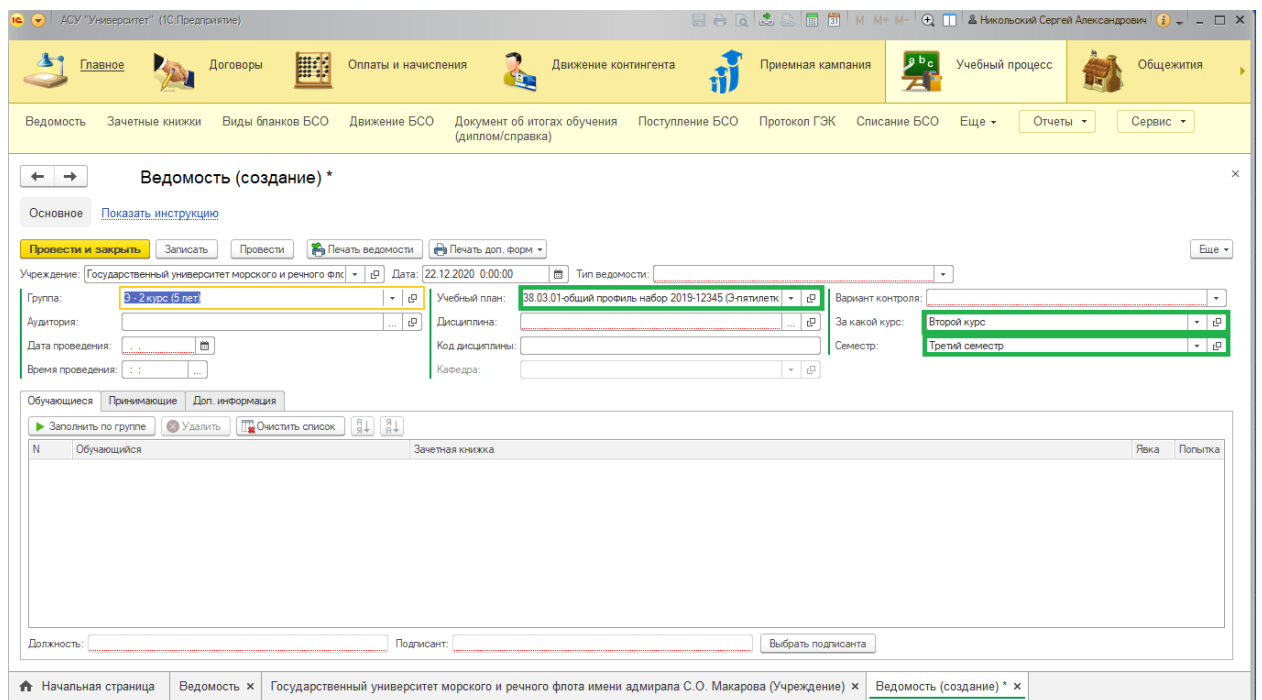 АСУ "Университет" (1С:Предприятие)
M M+ M-
Никольский Сергей Александрович
Главное
Договоры
Оплаты и начисления
Движение контингента
Приемная кампания
Учебный процесс
Общежития
Ведомость
Зачетные книжки
Виды бланков БСО
Движение БСО
Документ об итогах обучения
(диплом/справка)
Поступление БСО
Протокол ГЭК
Списание БСО
Еще
Отчеты
Сервис
Ведомость (создание) *
Основное
Показать инструкцию
Провести и закрыть
Записать
Провести
Печать ведомости
Печать доп. форм
Еще
Учреждение: Государственный университет морского и речного флс
Дата: 22.12.2020 0:00:00
Тип ведомости:
Группа: Э - 2 курс (5 лет)
Учебный план: 38.03.01-общий профиль набор 2019-12345 (Э-пятилетк
Вариант контроля:
Аудитория:
Дисциплина:
За какой курс: Второй курс
Дата проведения: . .
Код дисциплины:
Семестр: Третий семестр
Время проведения: : :
Кафедра:
Обучающиеся
Принимающие
Доп. информация
Заполнить по группе
Удалить
Очистить список
N
Обучающийся
Зачетная книжка
Явка
Попытка
Должность:
Подписант:
Выбрать подписанта
Начальная страница
Ведомость
Государственный университет морского и речного флота имени адмирала С.О. Макарова (Учреждение)
Ведомость (создание) *